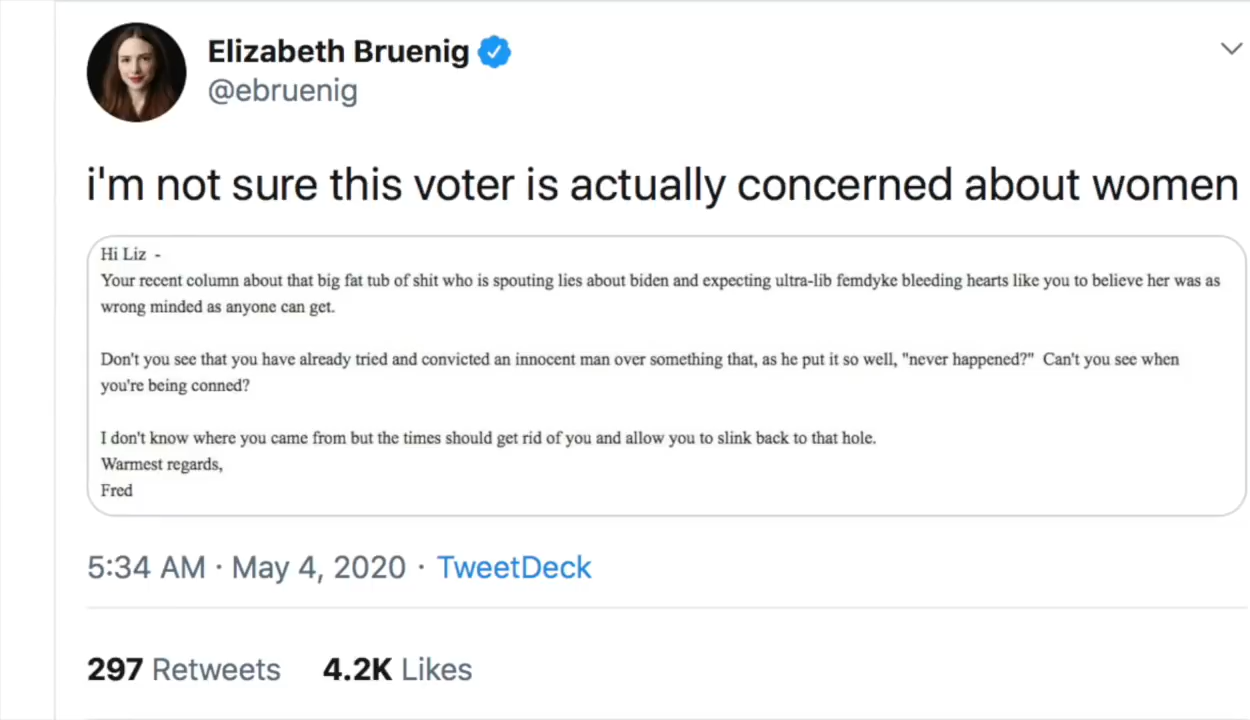 Elizabeth Bruenig
@ebruenig
i'm not sure this voter is actually concerned about women
Hi Liz -
Your recent column about that big fat tub of shit who is spouting lies about biden and expecting ultra-lib femdyke bleeding hearts like you to believe her was as
wrong minded as anyone can get.
Don't you see that you have already tried and convicted an innocent man over something that, as he put it so well, "never happened?" Can't you see when
you're being conned?
I don't know where you came from but the times should get rid of you and allow you to slink back to that hole.
Warmest regards,
Fred
5:34 AM · May 4, 2020 · TweetDeck
297 Retweets 4.2K Likes